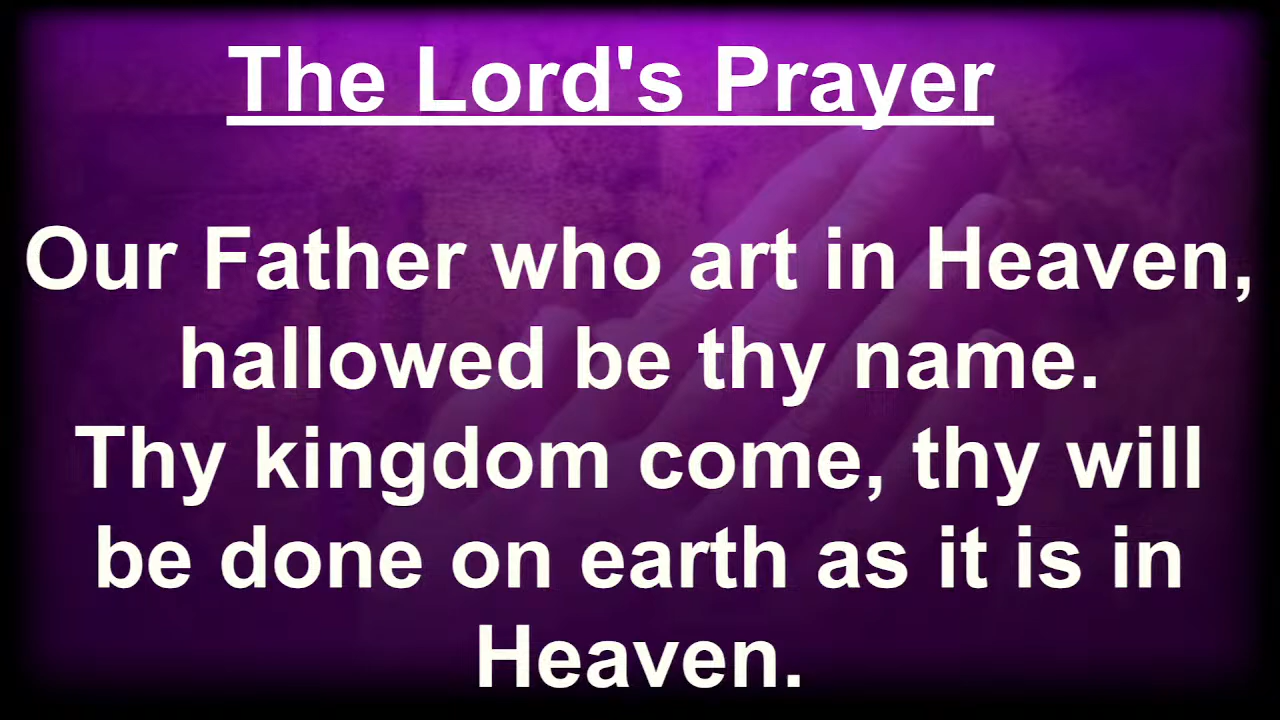 The Lord's Prayer
Our Father who art in Heaven,
hallowed be thy name.
Thy kingdom come, thy will
be done on earth as it is in
Heaven.